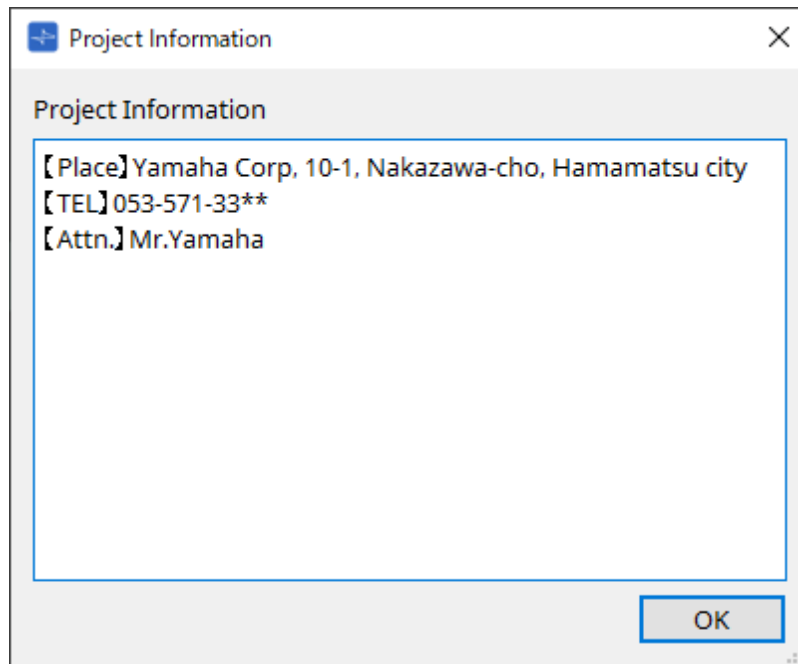 Project Information
Project Information
【Place】Yamaha Corp, 10-1, Nakazawa-cho, Hamamatsu city
【TEL】053-571-33**
【Attn.】Mr.Yamaha
OK